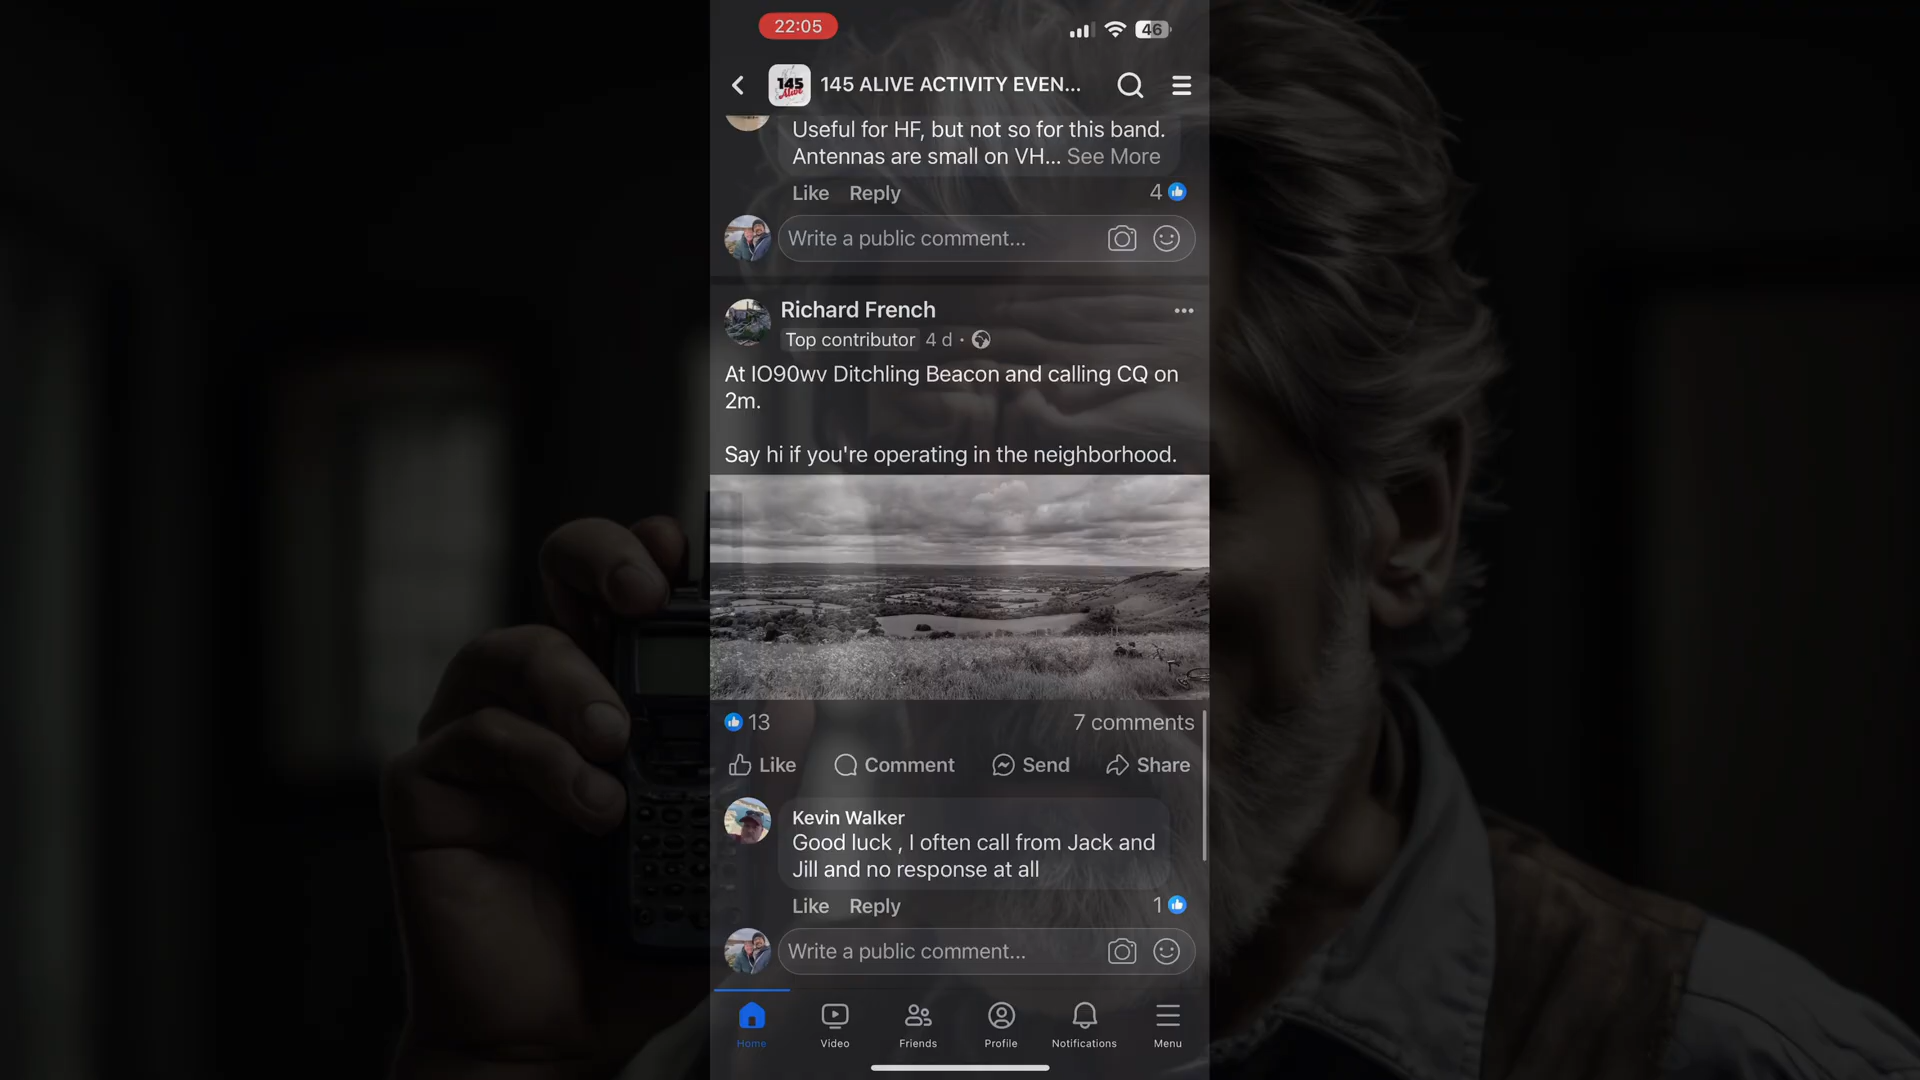 22:05
46
145 Alive
145 ALIVE ACTIVITY EVEN...
Useful for HF, but not so for this band.
Antennas are small on VH... See More
Like Reply 4
Write a public comment...
Richard French
Top contributor 4 d ·
At IO90wv Ditchling Beacon and calling CQ on
2m.
Say hi if you're operating in the neighborhood.
13 7 comments
Like Comment Send Share
Kevin Walker
Good luck , I often call from Jack and
Jill and no response at all
Like Reply 1
Write a public comment...
Home Video Friends Profile Notifications Menu